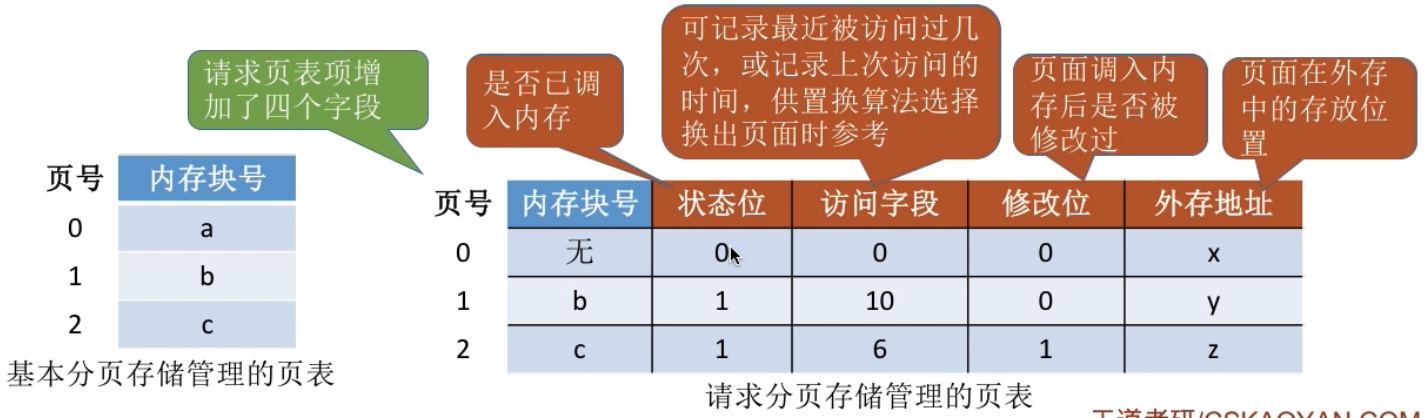 请求页表项增
加了四个字段
是否已调
入内存
可记录最近被访问过几
次，或记录上次访问的
时间，供置换算法选择
换出页面时参考
页面调入内
存后是否被
修改过
页面在外存
中的存放位
置
页号 内存块号
0 a
1 b
2 c
基本分页存储管理的页表
页号 内存块号 状态位 访问字段 修改位 外存地址
0 无 0 0 0 x
1 b 1 10 0 y
2 c 1 6 1 z
请求分页存储管理的页表